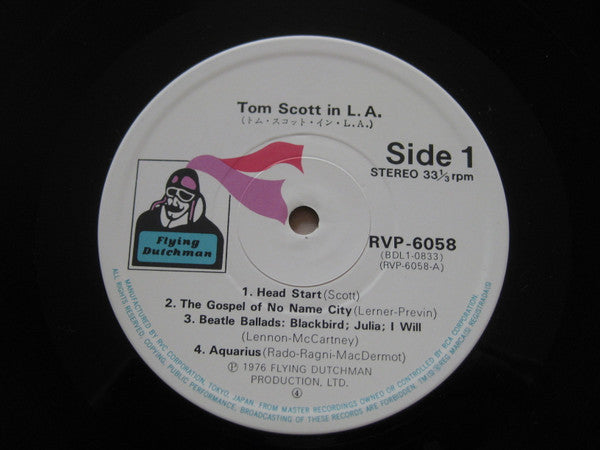 Tom Scott in L.A.
(トム・スコット・イン・L.A.)
Side 1
STEREO 33⅓ rpm
Flying
Dutchman
RVP-6058
(BDL1-0833)
(RVP-6058-A)
1. Head Start (Scott)
2. The Gospel of No Name City (Lerner-Previn)
3. Beatle Ballads: Blackbird; Julia; I Will
(Lennon-McCartney)
4. Aquarius (Rado-Ragni-MacDermot)
Ⓟ 1976 FLYING DUTCHMAN
PRODUCTION, LTD.
④
MANUFACTURED BY RVC CORPORATION, TOKYO, JAPAN. FROM MASTER RECORDINGS OWNED OR CONTROLLED BY RCA CORPORATION.
ALL RIGHTS RESERVED. COPYING, PUBLIC PERFORMANCE, BROADCASTING OF THESE RECORDS ARE FORBIDDEN. TM(S)®REG MARCA(S) REGISTRADA(S)